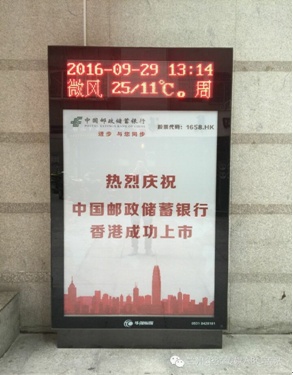 2016-09-29 13:14
微风 25/11℃。周
中国邮政储蓄银行
股票代码：1658.HK
进步 与您同步
热烈庆祝
中国邮政储蓄银行
香港成功上市